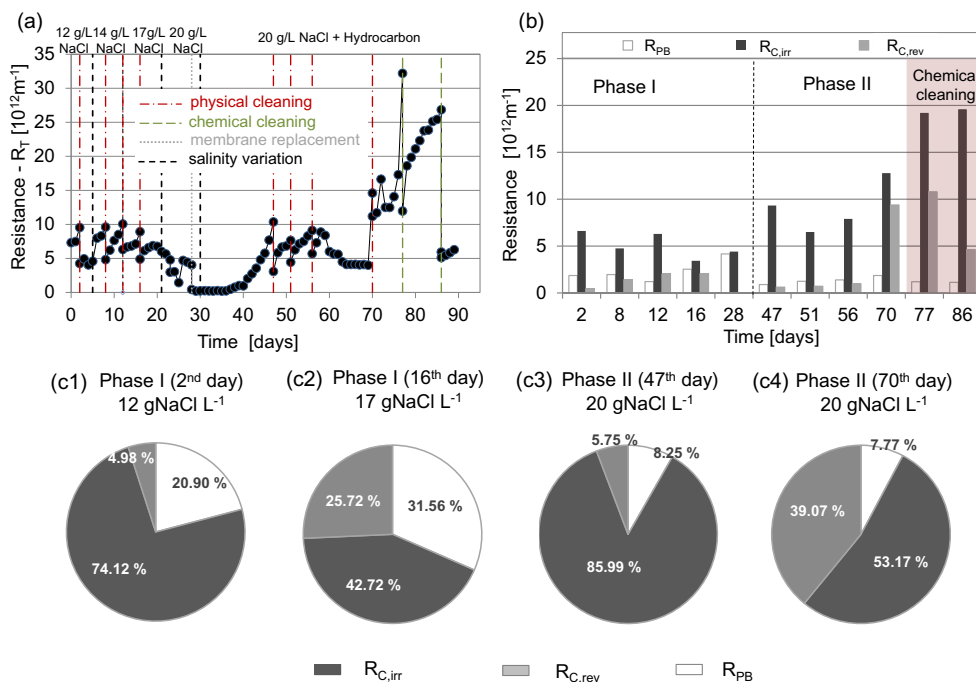 (a)
12 g/L 14 g/L 17g/L 20 g/L
NaCl NaCl NaCl NaCl
20 g/L NaCl + Hydrocarbon
Resistance - R_T [10¹²m⁻¹]
35
30
25
20
15
10
5
0
physical cleaning
chemical cleaning
membrane replacement
salinity variation
0 10 20 30 40 50 60 70 80 90
Time [days]
(b)
R_PB R_C,irr R_C,rev
Phase I
Phase II
Chemical
cleaning
Resistance [10¹²m⁻¹]
25
20
15
10
5
0
2 8 12 16 28 47 51 56 70 77 86
Time [days]
(c1) Phase I (2ⁿᵈ day)
12 gNaCl L⁻¹
4.98 %
20.90 %
74.12 %
(c2) Phase I (16ᵗʰ day)
17 gNaCl L⁻¹
25.72 %
31.56 %
42.72 %
(c3) Phase II (47ᵗʰ day)
20 gNaCl L⁻¹
5.75 %
8.25 %
85.99 %
(c4) Phase II (70ᵗʰ day)
20 gNaCl L⁻¹
7.77 %
39.07 %
53.17 %
R_C,irr R_C,rev R_PB